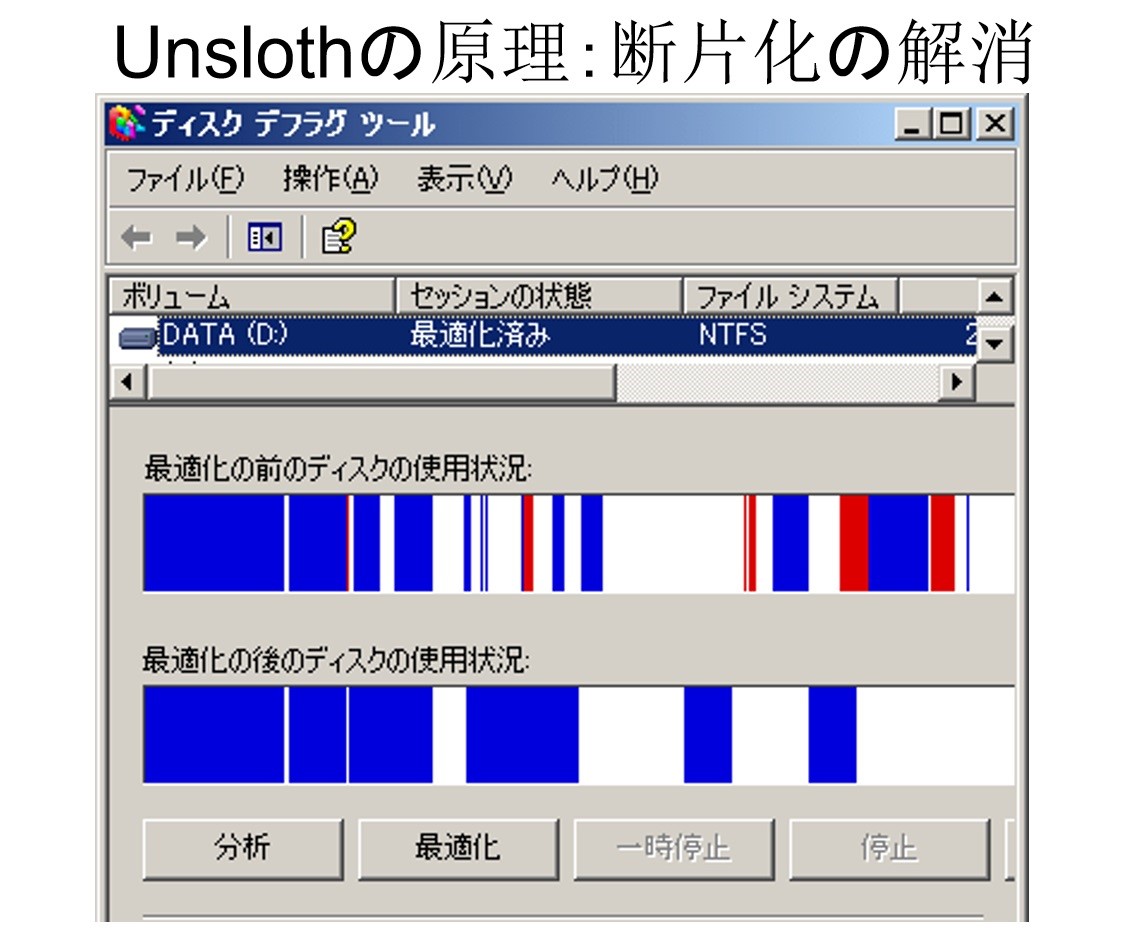 Unslothの原理：断片化の解消
ディスク デフラグ ツール
ファイル(F) 操作(A) 表示(V) ヘルプ(H)
ボリューム セッションの状態 ファイル システム
DATA (D:) 最適化済み NTFS
最適化の前のディスクの使用状況:
最適化の後のディスクの使用状況:
分析 最適化 一時停止 停止